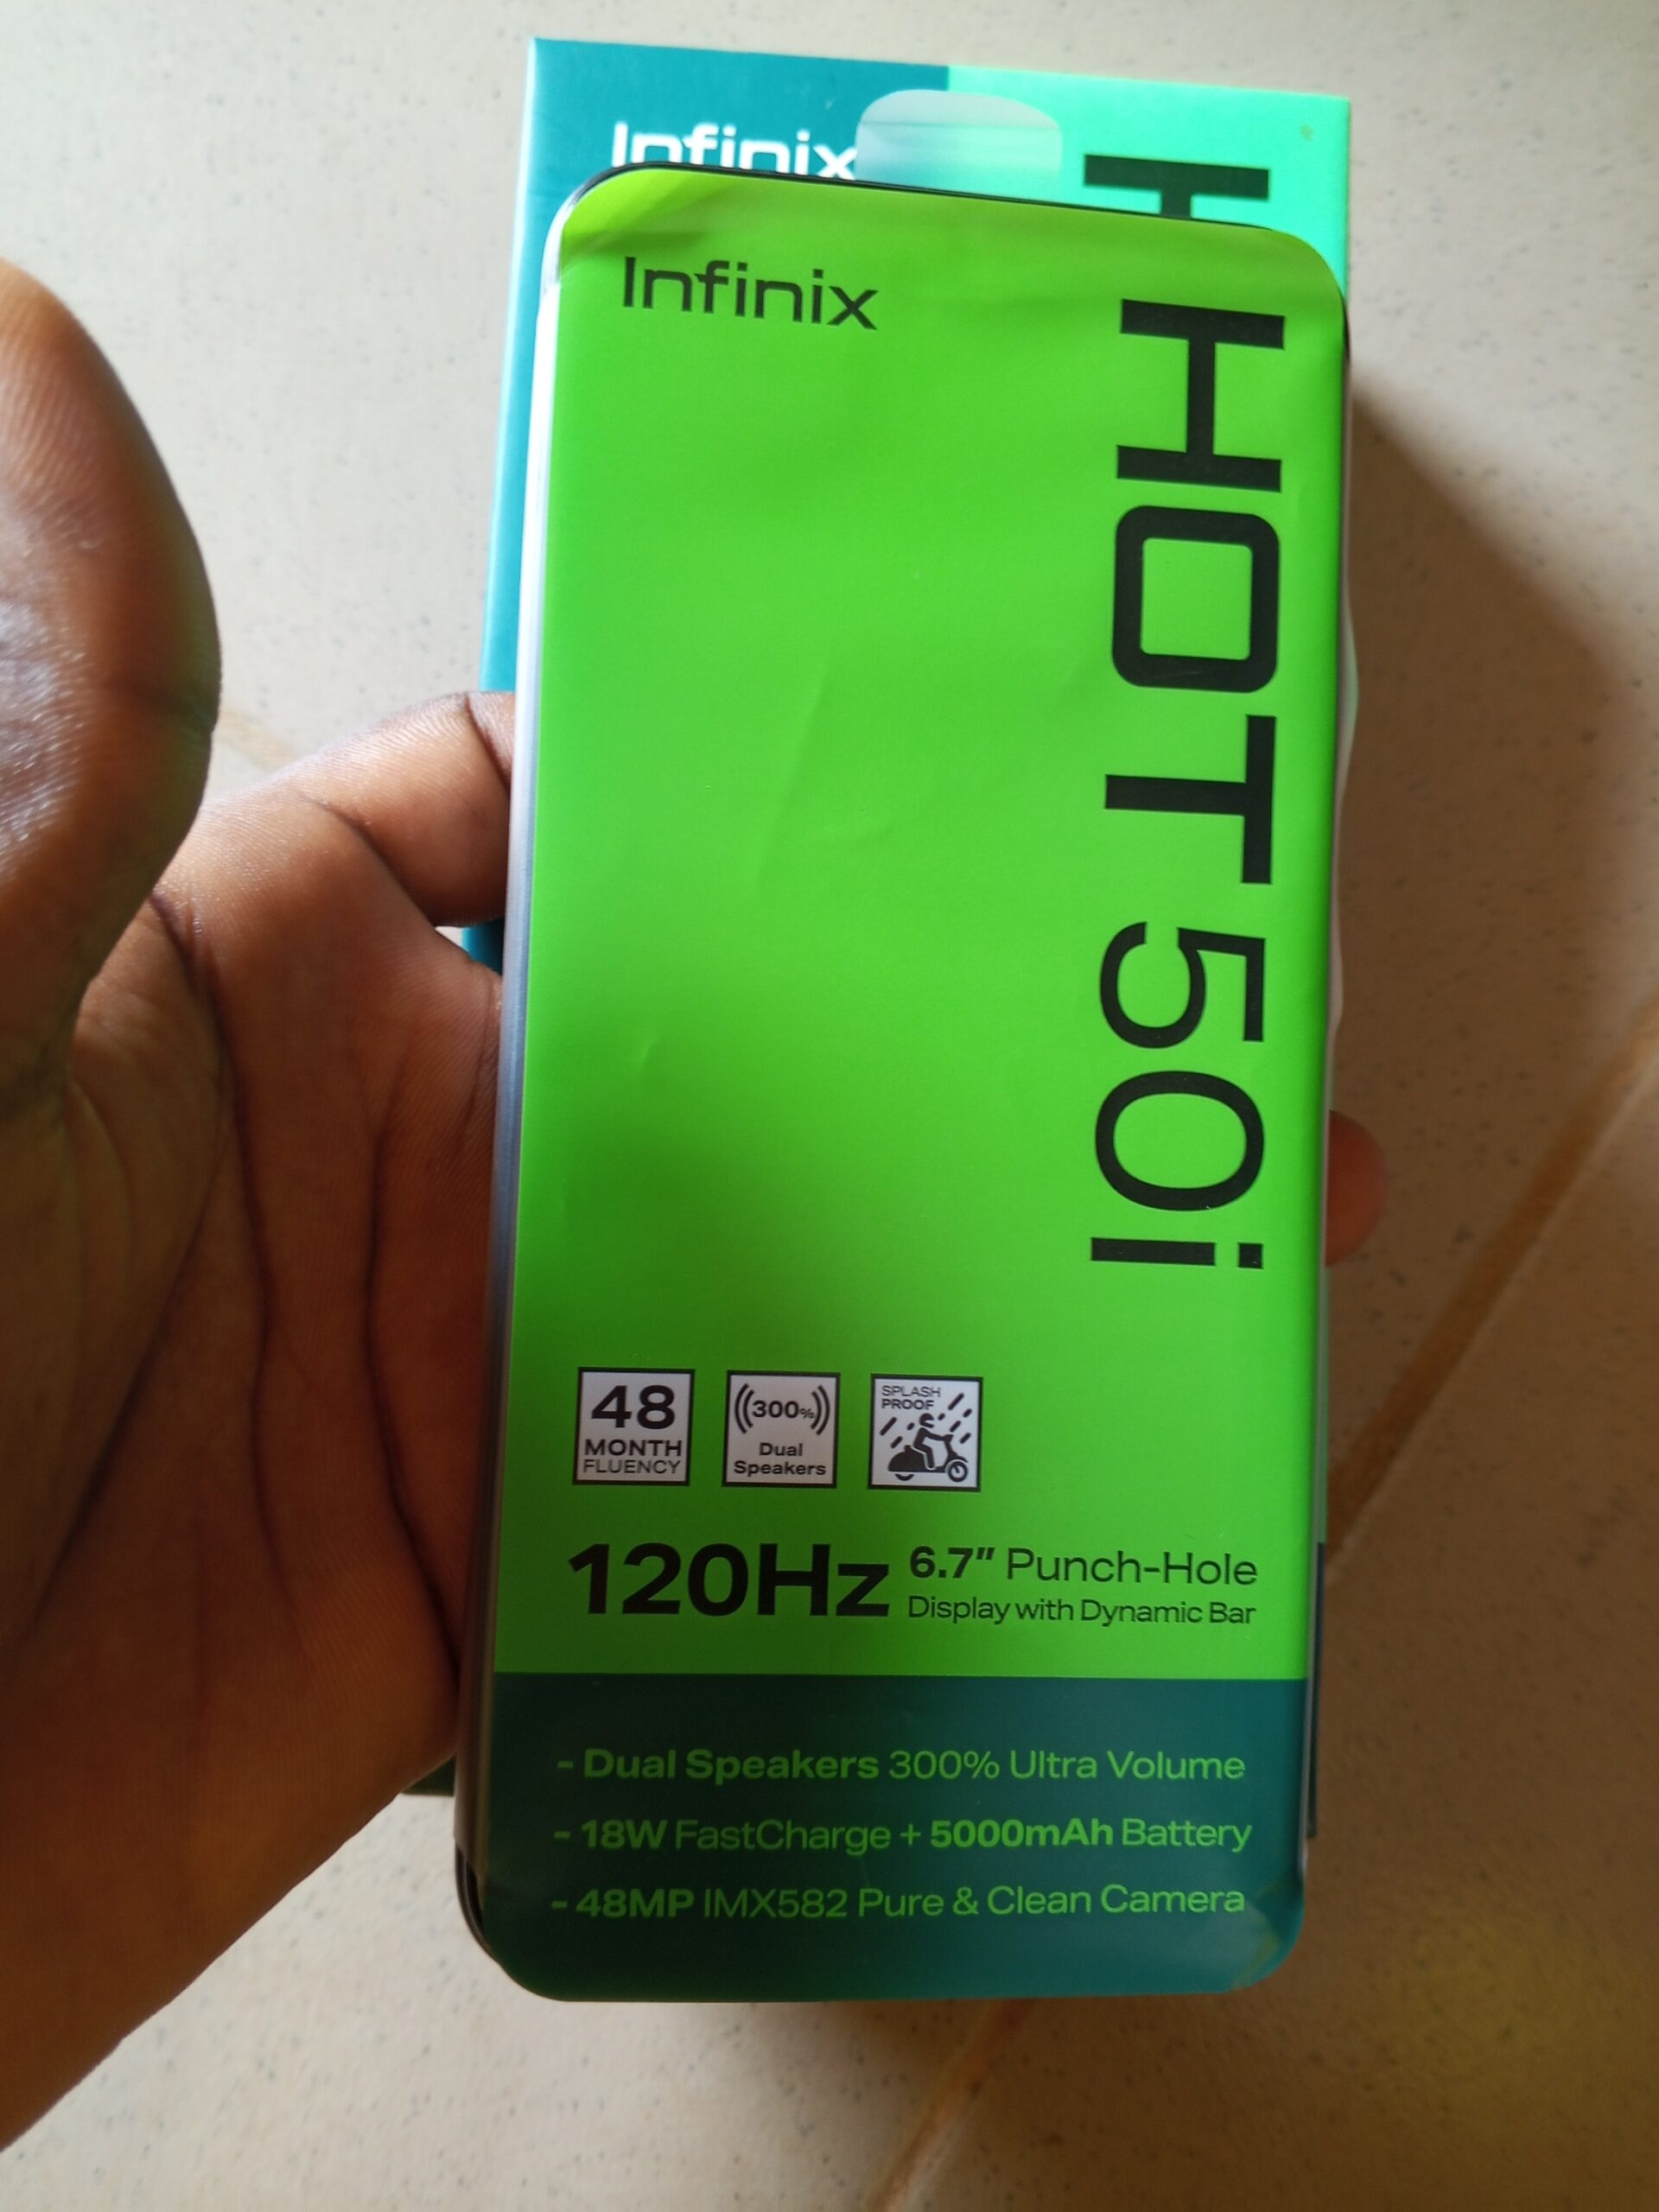 Infinix
H
Infinix
HOT 50i
48
MONTH
FLUENCY
300%
Dual
Speakers
SPLASH
PROOF
120Hz
6.7" Punch-Hole
Display with Dynamic Bar
- Dual Speakers 300% Ultra Volume
- 18W FastCharge + 5000mAh Battery
- 48MP IMX582 Pure & Clean Camera